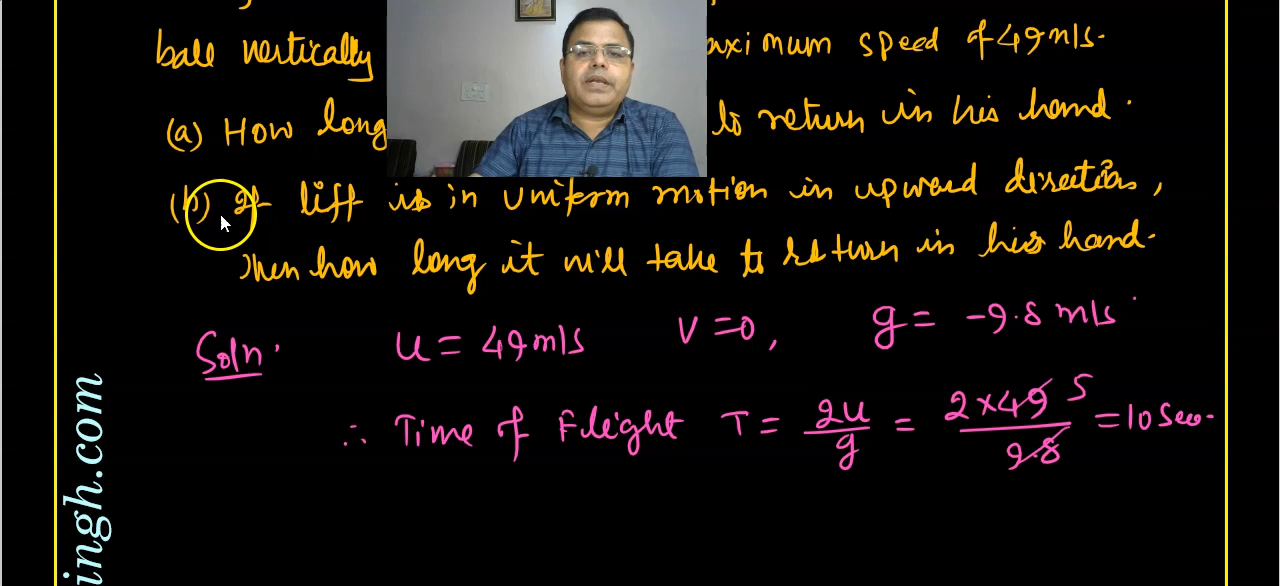 ball vertically aximum speed of 49 m/s.
(a) How long to return in his hand.
(b) If lift is in uniform motion in upward direction,
Then how long it will take to return in his hand.
Soln. u = 49 m/s v = 0, g = -9.8 m/s
∴ Time of Flight T = 2u/g = 2×49/9.8 5 = 10 Sec.
ingh.com